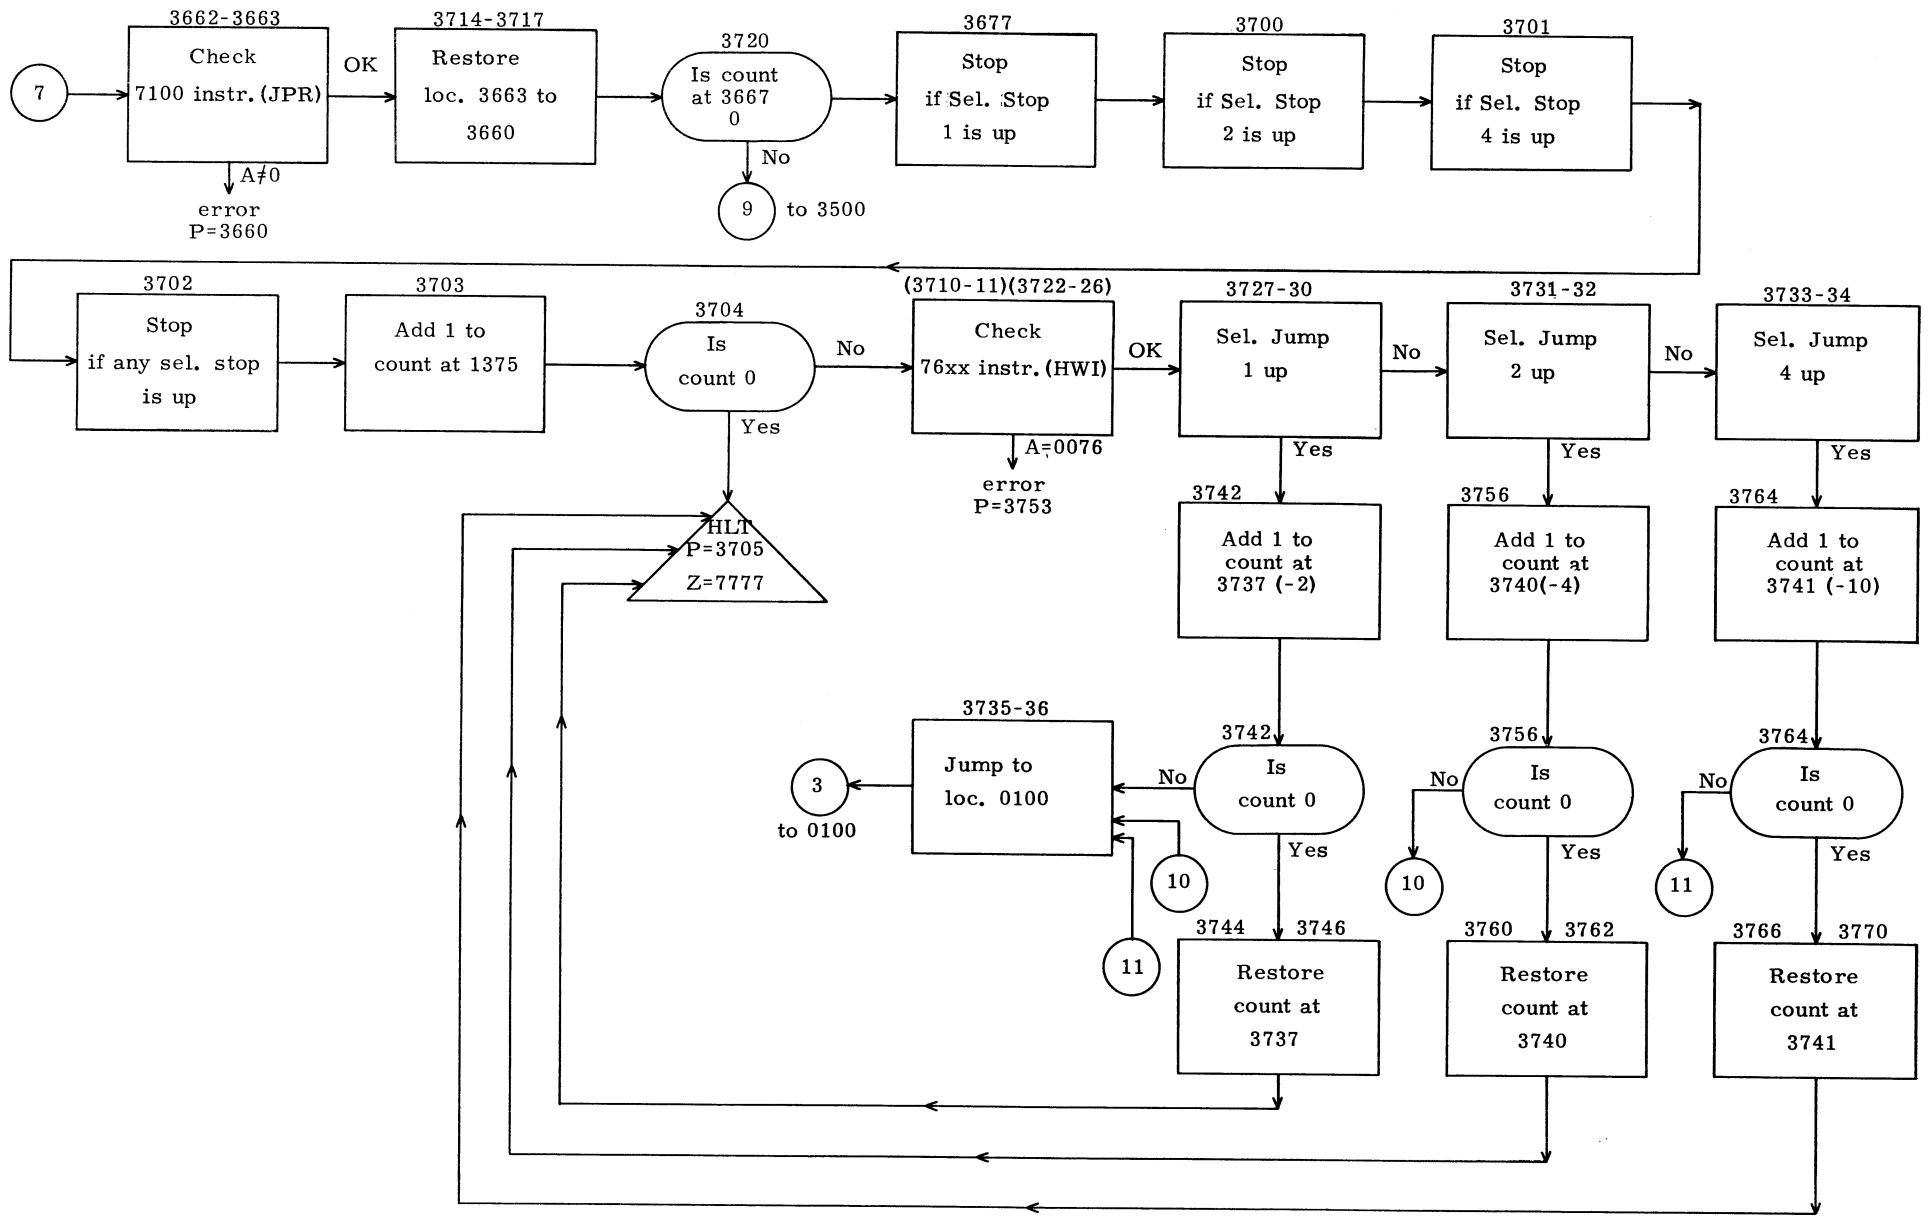 3662-3663
7
Check
7100 instr. (JPR)
OK
A≠0
error
P=3660
3714-3717
Restore
loc. 3663 to
3660
3720
Is count
at 3667
0
No
9
to 3500
3677
Stop
if Sel. Stop
1 is up
3700
Stop
if Sel. Stop
2 is up
3701
Stop
if Sel. Stop
4 is up
3702
Stop
if any sel. stop
is up
3703
Add 1 to
count at 1375
3704
Is
count 0
No
Yes
HLT
P=3705
Z=7777
(3710-11)(3722-26)
Check
76xx instr. (HWI)
OK
A=0076
error
P=3753
3727-30
Sel. Jump
1 up
No
Yes
3731-32
Sel. Jump
2 up
No
Yes
3733-34
Sel. Jump
4 up
Yes
3742
Add 1 to
count at
3737 (-2)
3756
Add 1 to
count at
3740(-4)
3764
Add 1 to
count at
3741 (-10)
3735-36
Jump to
loc. 0100
3
to 0100
3742
Is
count 0
No
Yes
10
11
3756
Is
count 0
No
Yes
10
3764
Is
count 0
No
Yes
11
3744 3746
Restore
count at
3737
3760 3762
Restore
count at
3740
3766 3770
Restore
count at
3741